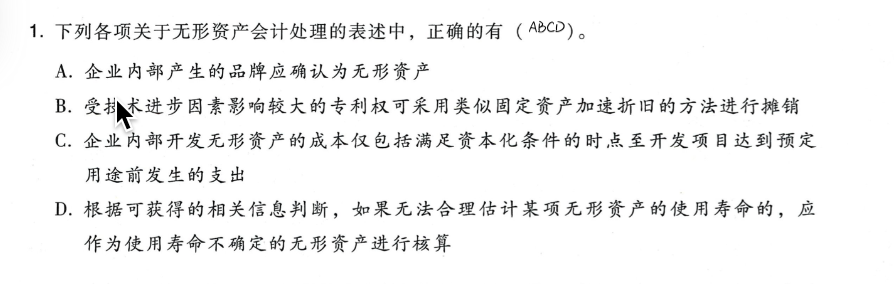 1. 下列各项关于无形资产会计处理的表述中，正确的有（ABCD）。
A. 企业内部产生的品牌应确认为无形资产
B. 受技术进步因素影响较大的专利权可采用类似固定资产加速折旧的方法进行摊销
C. 企业内部开发无形资产的成本仅包括满足资本化条件的时点至开发项目达到预定
用途前发生的支出
D. 根据可获得的相关信息判断，如果无法合理估计某项无形资产的使用寿命的，应
作为使用寿命不确定的无形资产进行核算